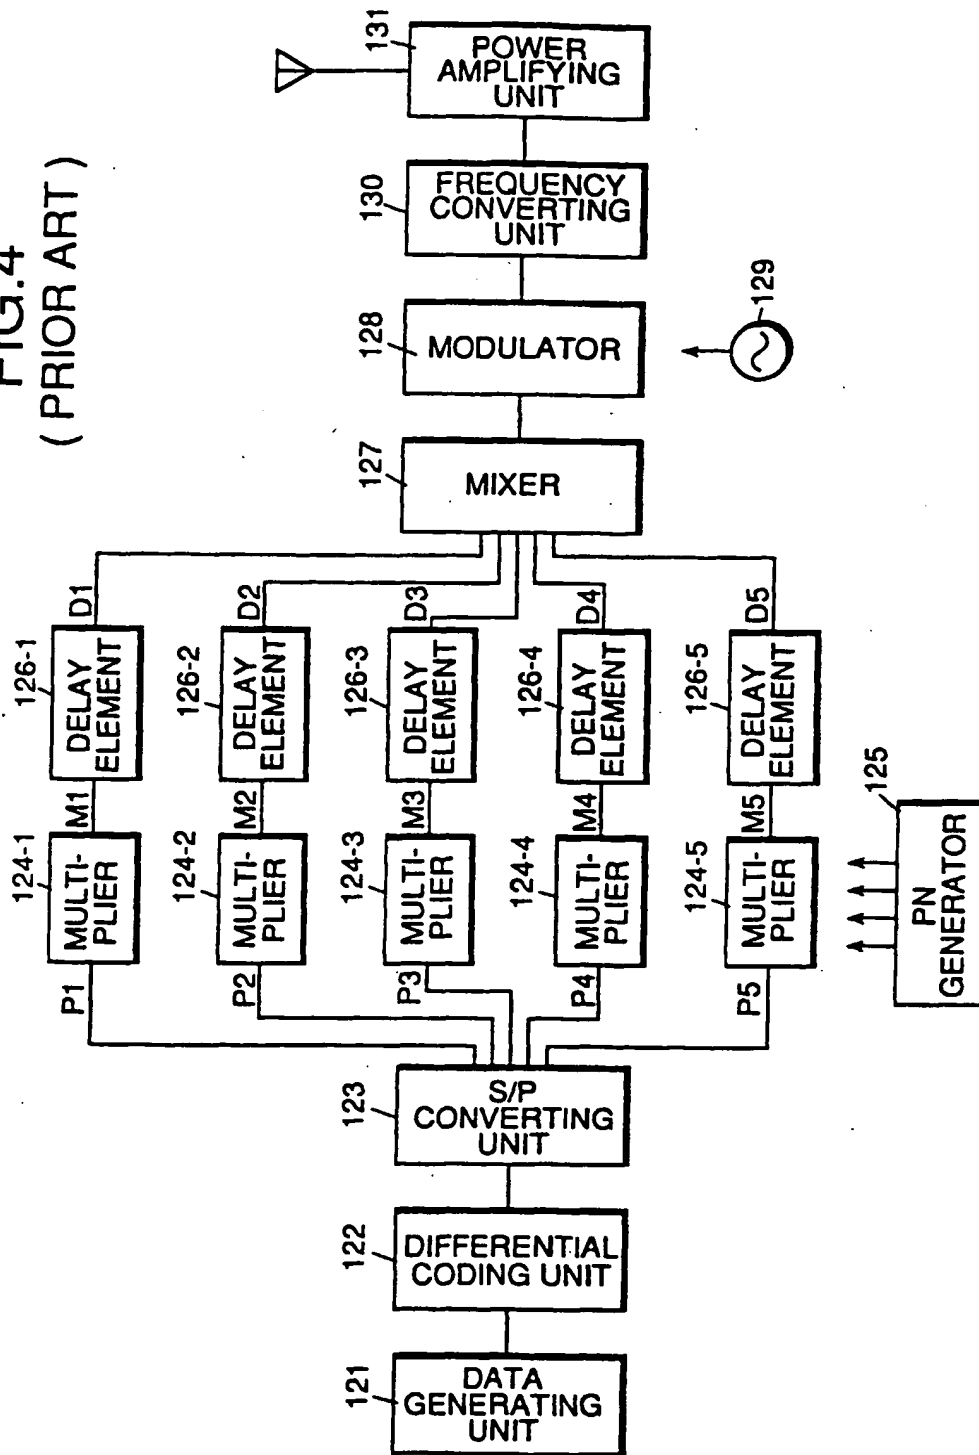 FIG.4
( PRIOR ART )
121
DATA
GENERATING
UNIT
122
DIFFERENTIAL
CODING UNIT
123
S/P
CONVERTING
UNIT
P1
124-1
MULTI-
PLIER
M1
126-1
DELAY
ELEMENT
D1
P2
124-2
MULTI-
PLIER
M2
126-2
DELAY
ELEMENT
D2
P3
124-3
MULTI-
PLIER
M3
126-3
DELAY
ELEMENT
D3
P4
124-4
MULTI-
PLIER
M4
126-4
DELAY
ELEMENT
D4
P5
124-5
MULTI-
PLIER
M5
126-5
DELAY
ELEMENT
D5
125
PN
GENERATOR
127
MIXER
128
MODULATOR
129
130
FREQUENCY
CONVERTING
UNIT
131
POWER
AMPLIFYING
UNIT